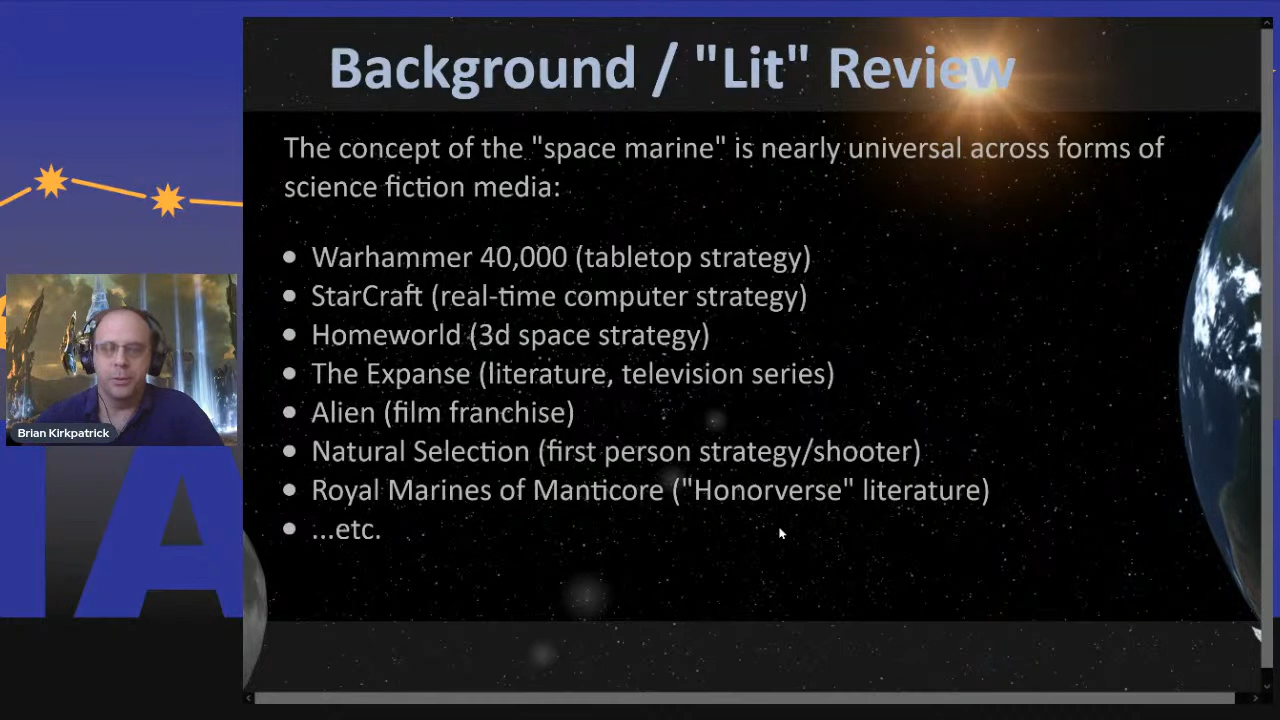 Background / "Lit" Review
The concept of the "space marine" is nearly universal across forms of
science fiction media:
• Warhammer 40,000 (tabletop strategy)
• StarCraft (real-time computer strategy)
• Homeworld (3d space strategy)
• The Expanse (literature, television series)
• Alien (film franchise)
• Natural Selection (first person strategy/shooter)
• Royal Marines of Manticore ("Honorverse" literature)
• ...etc.
Brian Kirkpatrick